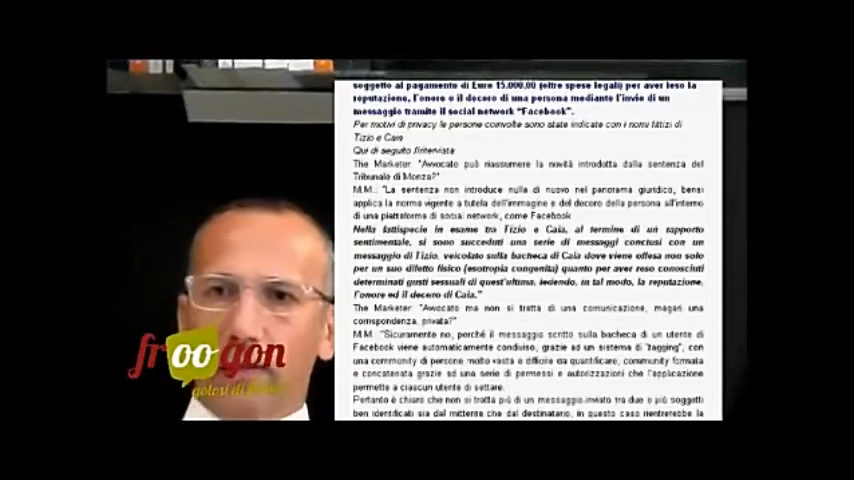 soggetto al pagamento di Euro 15.000,00 (oltre spese legali) per aver leso la
reputazione, l'onore o il decoro di una persona mediante l'invio di un
messaggio tramite il social network "Facebook".
Per motivi di privacy le persone coinvolte sono state indicate con i nomi fittizi di
Tizio e Caia
Qui di seguito l'intervista
The Marketer: "Avvocato può riassumere la novità introdotta dalla sentenza del
Tribunale di Monza?"
M.M.: "La sentenza non introduce nulla di nuovo nel panorama giuridico, bensì
applica la norma vigente a tutela dell'immagine e del decoro della persona all'interno
di una piattaforma di social network, come Facebook
Nella fattispecie in esame tra Tizio e Caia, al termine di un rapporto
sentimentale, si sono succeduti una serie di messaggi conclusi con un
messaggio di Tizio, veicolato sulla bacheca di Caia dove viene offesa non solo
per un suo difetto fisico (esotropia congenita) quanto per aver reso conosciuti
determinati gusti sessuali di quest'ultima, ledendo, in tal modo, la reputazione,
l'onore ed il decoro di Caia."
The Marketer: "Avvocato ma non si tratta di una comunicazione, magari una
corrispondenza, privata?"
M.M.: "Sicuramente no, perché il messaggio scritto sulla bacheca di un utente di
Facebook viene automaticamente condiviso, grazie ad un sistema di "tagging", con
una community di persone molto vasta e difficile da quantificare, community formata
e concatenata grazie ad una serie di permessi e autorizzazioni che l'applicazione
permette a ciascun utente di settare.
Pertanto è chiaro che non si tratta più di un messaggio inviato tra due o più soggetti
ben identificati sia dal mittente che dal destinatario, in questo caso rientrerebbe la
froogon
golosi di